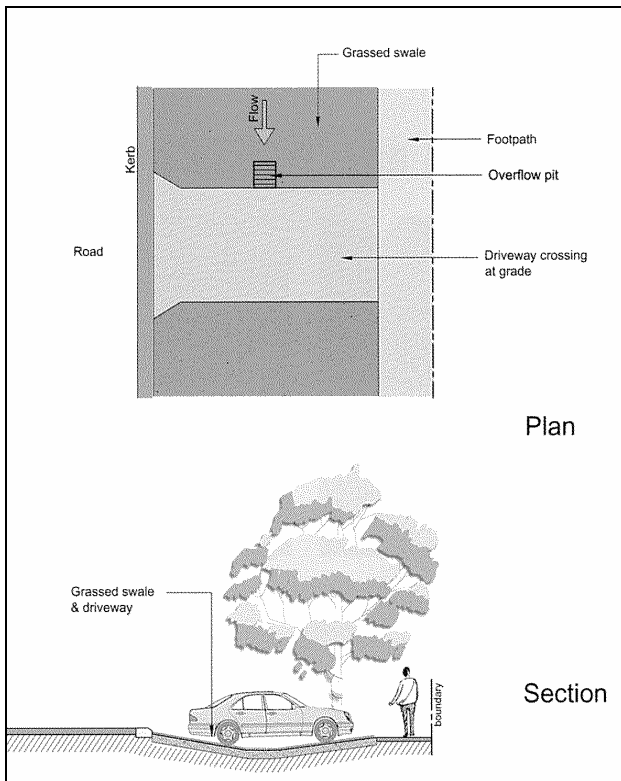 Grassed swale
Flow
Footpath
Kerb
Overflow pit
Road
Driveway crossing
at grade
Plan
Grassed swale
& driveway
boundary
Section